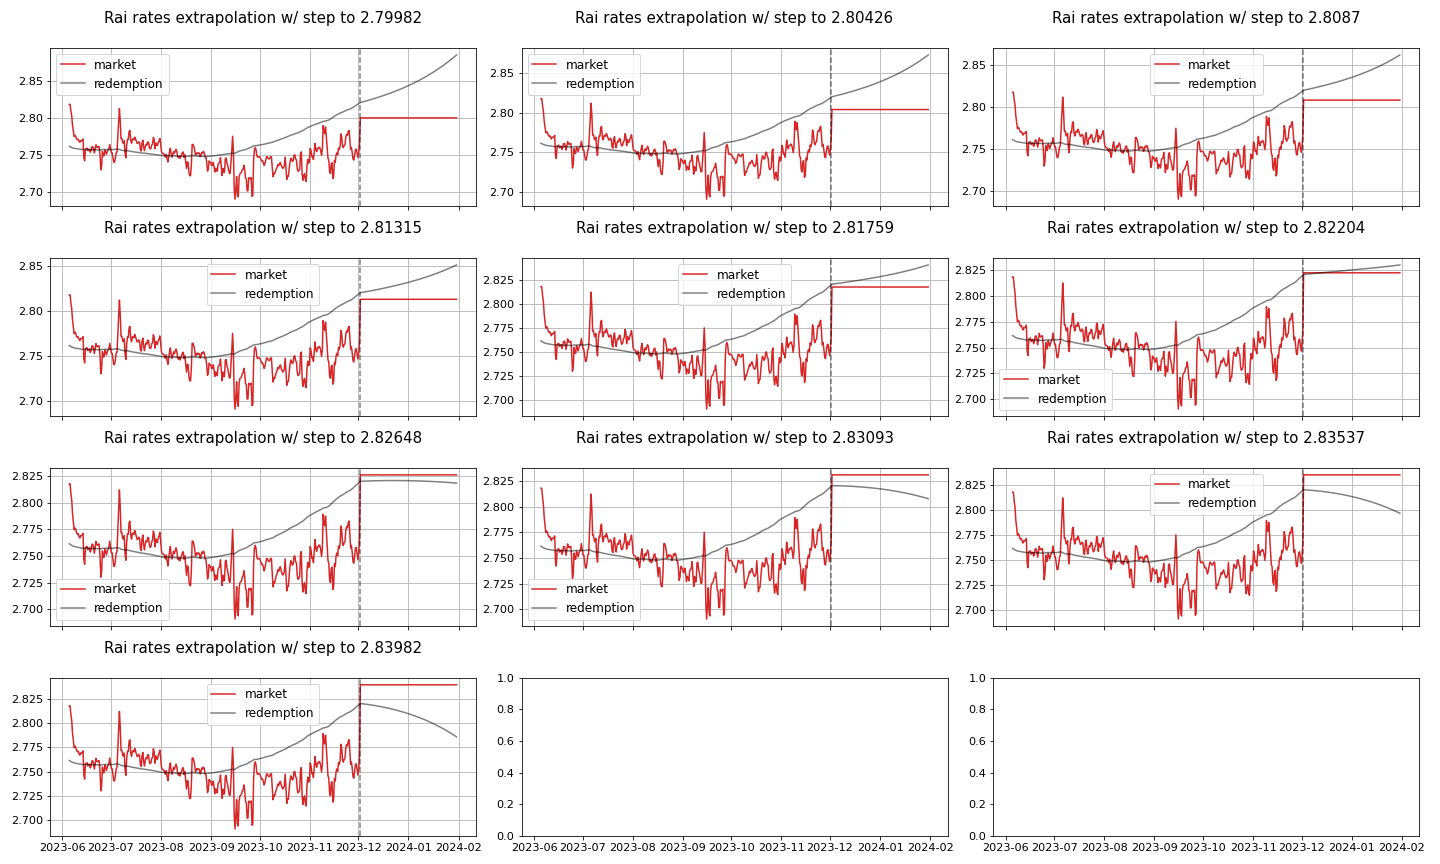 Rai rates extrapolation w/ step to 2.79982
Rai rates extrapolation w/ step to 2.80426
Rai rates extrapolation w/ step to 2.8087
market
redemption
2.85
2.80
2.75
2.70
market
redemption
2.85
2.80
2.75
2.70
market
redemption
2.85
2.80
2.75
2.70
Rai rates extrapolation w/ step to 2.81315
Rai rates extrapolation w/ step to 2.81759
Rai rates extrapolation w/ step to 2.82204
market
redemption
2.85
2.80
2.75
2.70
market
redemption
2.825
2.800
2.775
2.750
2.725
2.700
market
redemption
2.825
2.800
2.775
2.750
2.725
2.700
Rai rates extrapolation w/ step to 2.82648
Rai rates extrapolation w/ step to 2.83093
Rai rates extrapolation w/ step to 2.83537
market
redemption
2.825
2.800
2.775
2.750
2.725
2.700
market
redemption
2.825
2.800
2.775
2.750
2.725
2.700
market
redemption
2.825
2.800
2.775
2.750
2.725
2.700
Rai rates extrapolation w/ step to 2.83982
market
redemption
2.825
2.800
2.775
2.750
2.725
2.700
1.0
0.8
0.6
0.4
0.2
0.0
1.0
0.8
0.6
0.4
0.2
0.0
2023-06 2023-07 2023-08 2023-09 2023-10 2023-11 2023-12 2024-01 2024-02
2023-06 2023-07 2023-08 2023-09 2023-10 2023-11 2023-12 2024-01 2024-02
2023-06 2023-07 2023-08 2023-09 2023-10 2023-11 2023-12 2024-01 2024-02